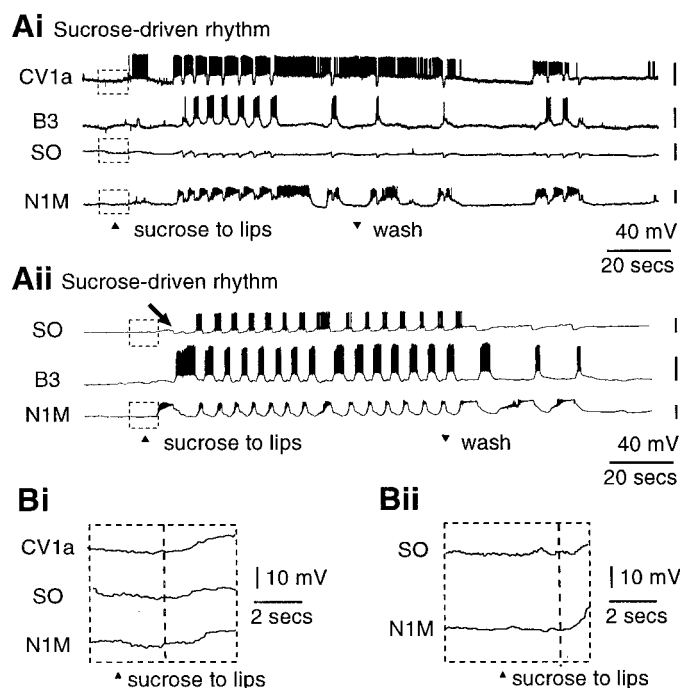 Ai Sucrose-driven rhythm
CV1a
B3
SO
N1M
▲ sucrose to lips ▼ wash
40 mV
20 secs
Aii Sucrose-driven rhythm
SO
B3
N1M
▲ sucrose to lips ▼ wash
40 mV
20 secs
Bi
CV1a
SO
N1M
10 mV
2 secs
▲ sucrose to lips
Bii
SO
N1M
10 mV
2 secs
▲ sucrose to lips